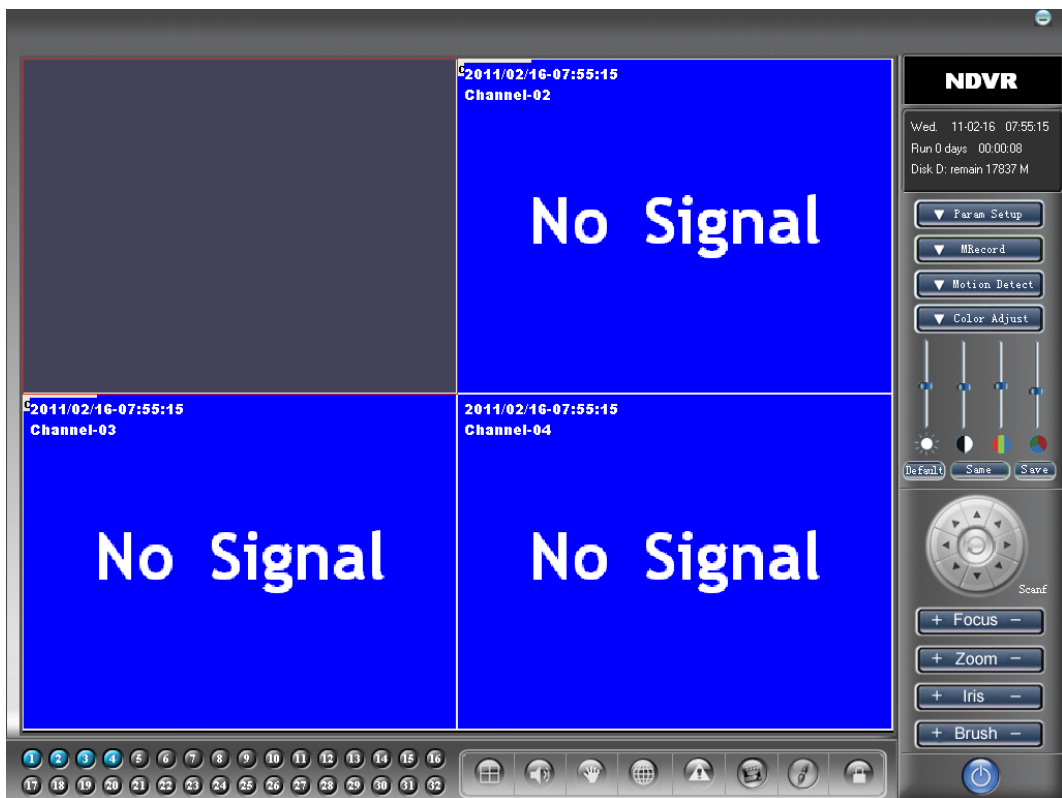 2011/02/16-07:55:15
Channel-02
No Signal
2011/02/16-07:55:15
Channel-03
No Signal
2011/02/16-07:55:15
Channel-04
No Signal
NDVR
Wed. 11-02-16 07:55:15
Run 0 days 00:00:08
Disk D: remain 17837 M
Param Setup
MRecord
Motion Detect
Color Adjust
Default Same Save
Scanf
+ Focus −
+ Zoom −
+ Iris −
+ Brush −
1 2 3 4 5 6 7 8 9 10 11 12 13 14 15 16
17 18 19 20 21 22 23 24 25 26 27 28 29 30 31 32